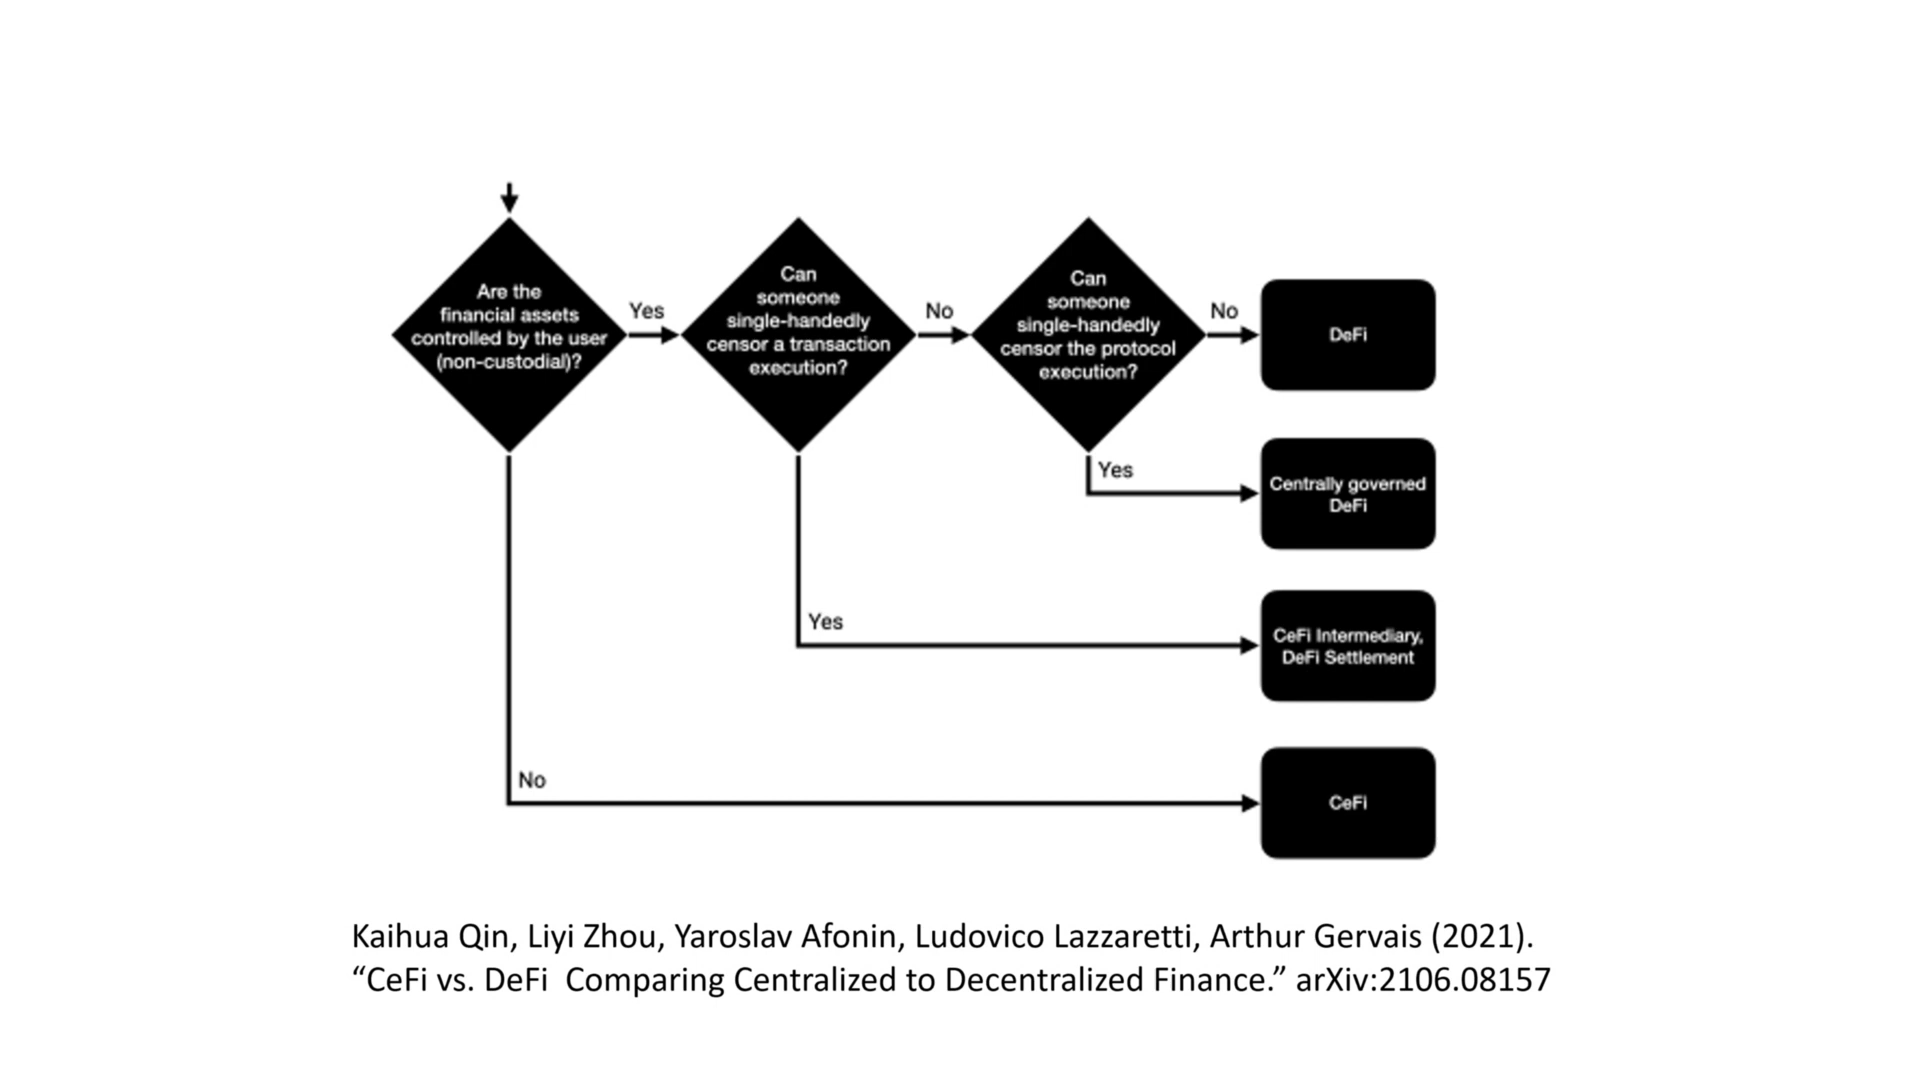 Are the
financial assets
controlled by the user
(non-custodial)?
Yes
Can
someone
single-handedly
censor a transaction
execution?
No
Can
someone
single-handedly
censor the protocol
execution?
No
DeFi
Yes
Centrally governed
DeFi
Yes
CeFi Intermediary,
DeFi Settlement
No
CeFi
Kaihua Qin, Liyi Zhou, Yaroslav Afonin, Ludovico Lazzaretti, Arthur Gervais (2021).
“CeFi vs. DeFi  Comparing Centralized to Decentralized Finance.” arXiv:2106.08157